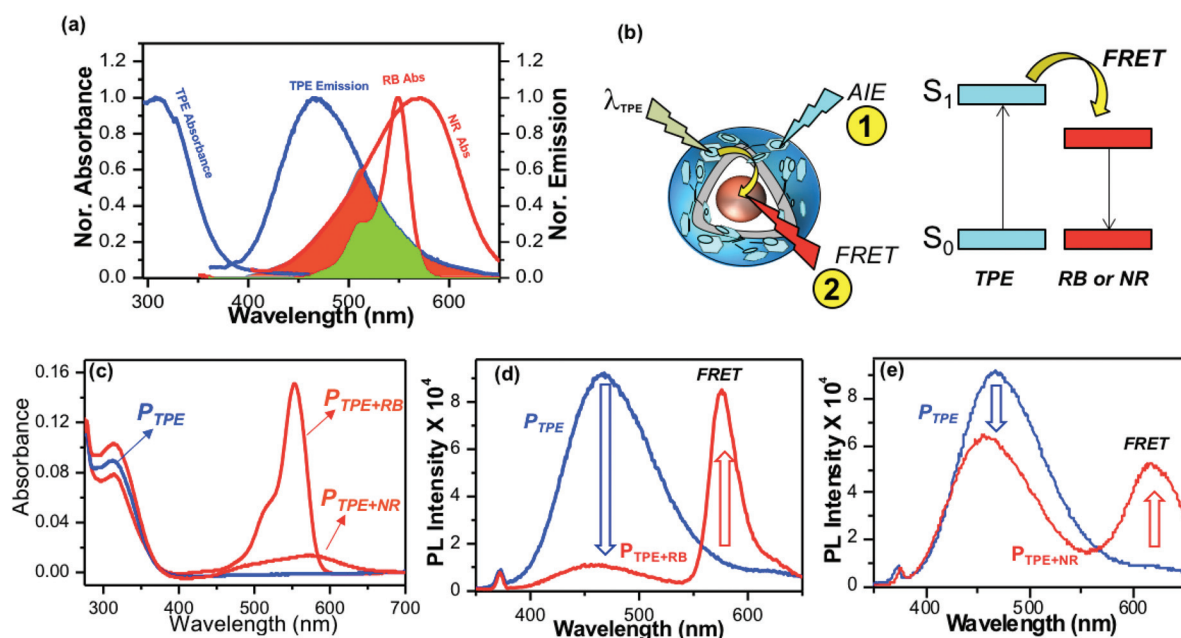 (a)
1.2
1.0
0.8
0.6
0.4
0.2
0.0
Nor. Absorbance
TPE Absorbance
TPE Emission
RB Abs
NR Abs
1.2
1.0
0.8
0.6
0.4
0.2
0.0
Nor. Emission
300 400 500 600
Wavelength (nm)
(b)
λTPE
AIE
1
FRET
2
FRET
S1
S0
TPE RB or NR
(c)
0.16
0.12
0.08
0.04
0.00
Absorbance
PTPE
PTPE+RB
PTPE+NR
300 400 500 600 700
Wavelength (nm)
(d)
10
8
6
4
2
0
PL Intensity X 10^4
PTPE
FRET
PTPE+RB
400 500 600
Wavelength (nm)
(e)
8
6
4
2
0
PL Intensity X 10^4
PTPE
FRET
PTPE+NR
400 500 600
Wavelength (nm)